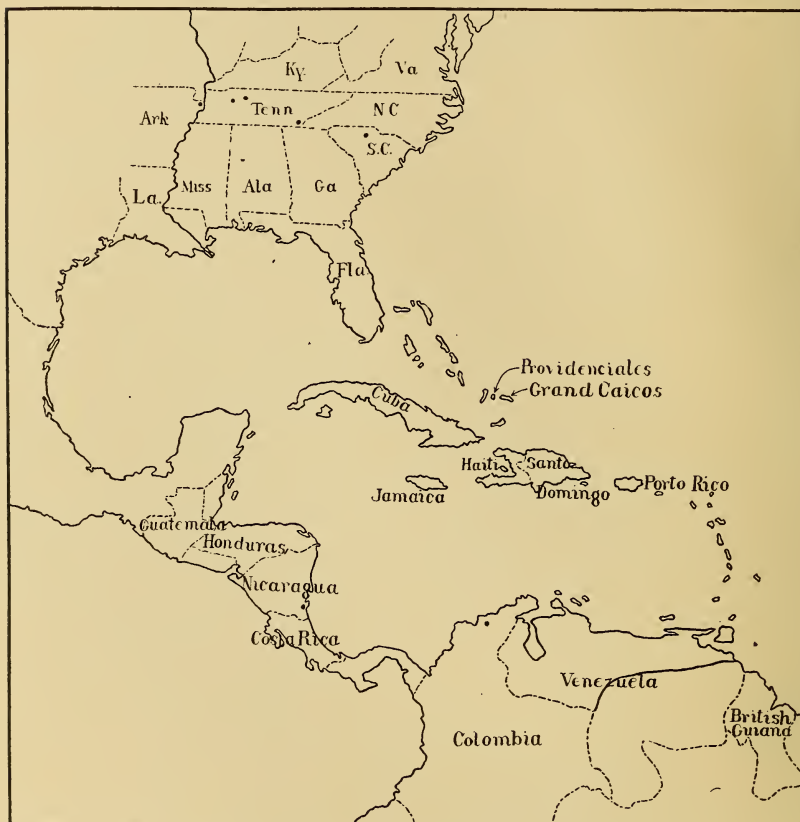 Ky.
Va
Ark
Tenn
N C
S.C.
La.
Miss
Ala
Ga
Fla.
Providenciales
Grand Caicos
Cuba
Haiti
Santo
Domingo
Porto Rico
Jamaica
Guatemala
Honduras
Nicaragua
Costa Rica
Venezuela
British
Guiana
Colombia